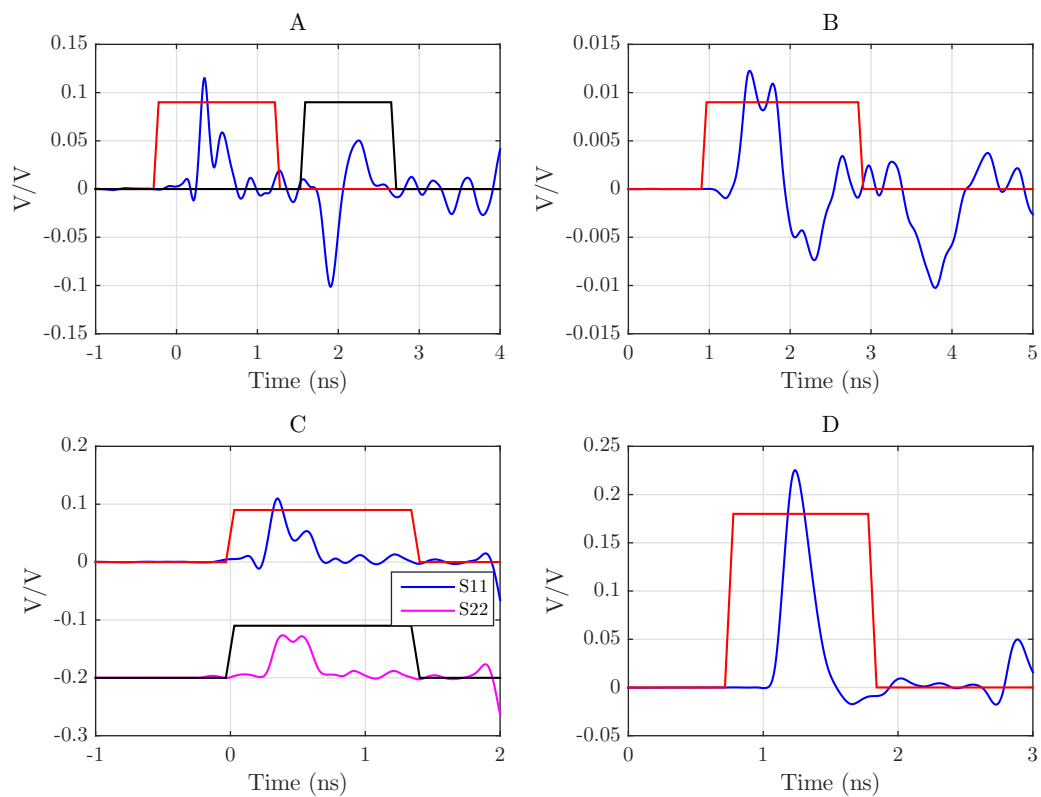 A
0.15
0.1
0.05
0
-0.05
-0.1
-0.15
V/V
-1 0 1 2 3 4
Time (ns)
B
0.015
0.01
0.005
0
-0.005
-0.01
-0.015
V/V
0 1 2 3 4 5
Time (ns)
C
0.2
0.1
0
-0.1
-0.2
-0.3
V/V
S11
S22
-1 0 1 2
Time (ns)
D
0.25
0.2
0.15
0.1
0.05
0
-0.05
V/V
0 1 2 3
Time (ns)